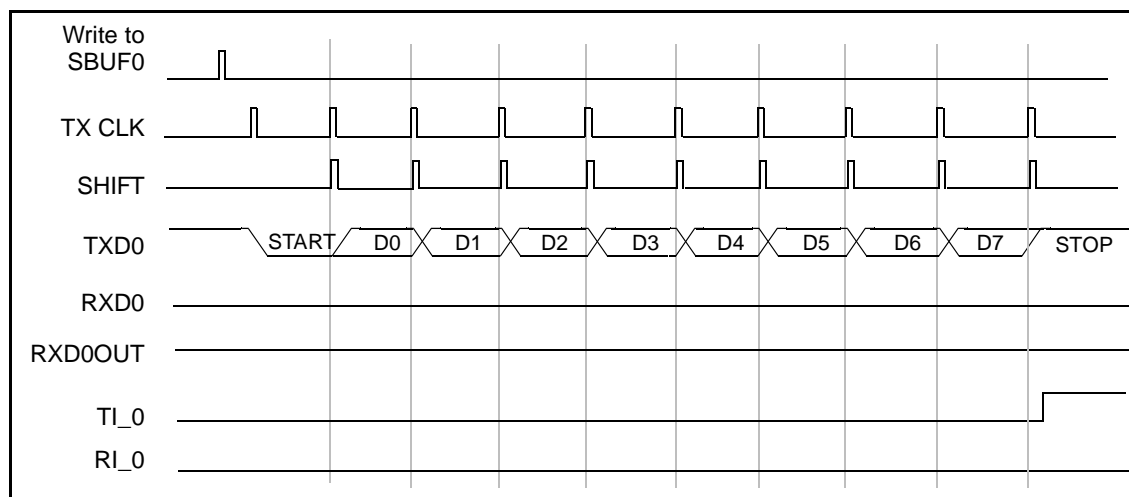 Write to
SBUF0
TX CLK
SHIFT
TXD0
START
D0
D1
D2
D3
D4
D5
D6
D7
STOP
RXD0
RXD0OUT
TI_0
RI_0